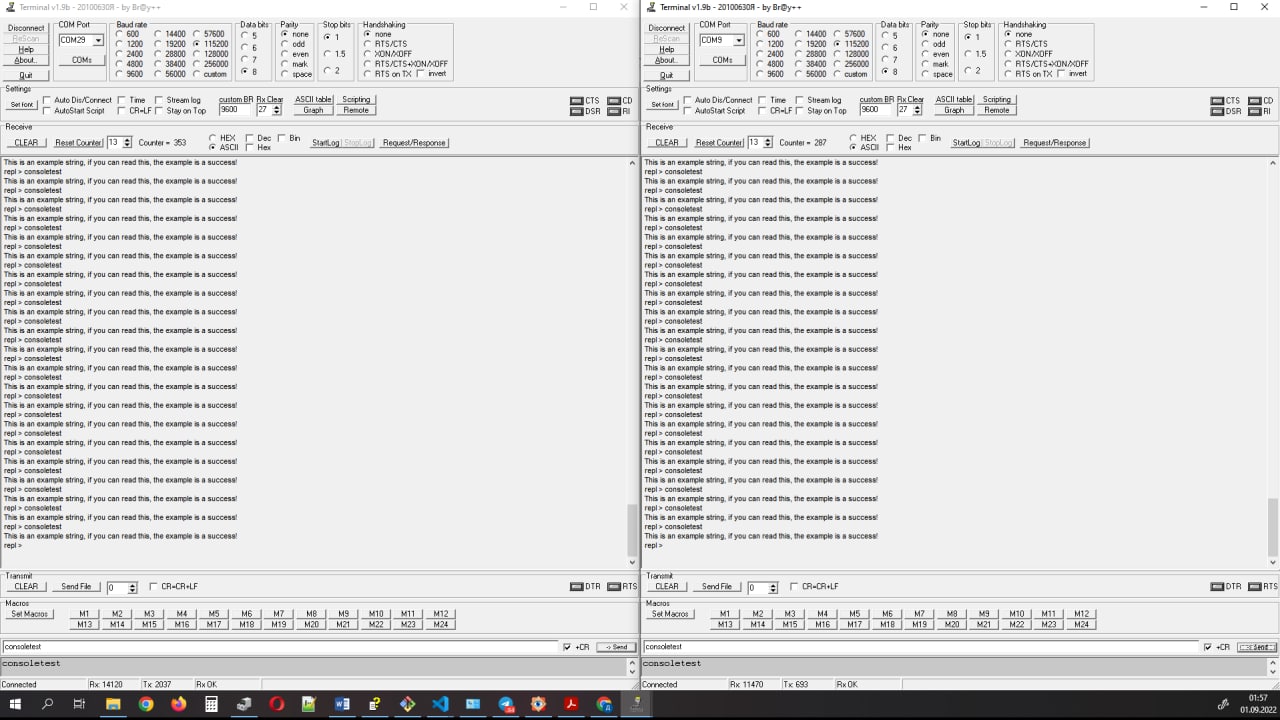 Terminal v1.9b - 20100630Я - by Br@y++
Disconnect
ReScan
Help
About..
Quit
COM Port
COM29
COMs
Baud rate
600 14400 57600
1200 19200 115200
2400 28800 128000
4800 38400 256000
9600 56000 custom
Data bits
5
6
7
8
Parity
none
odd
even
mark
space
Stop bits
1
1.5
2
Handshaking
none
RTS/CTS
XON/XOFF
RTS/CTS+XON/XOFF
RTS on TX invert
Settings
Set font
Auto Dis/Connect Time Stream log
AutoStart Script CR=LF Stay on Top
custom BR Rx Clear
9600 27
ASCII table Scripting
Graph Remote
CTS CD
DSR RI
Receive
CLEAR Reset Counter 13 Counter = 353
HEX
ASCII
Dec Bin
Hex
StartLog StopLog Request/Response
This is an example string, if you can read this, the example is a success!
repl > consoletest
This is an example string, if you can read this, the example is a success!
repl > consoletest
This is an example string, if you can read this, the example is a success!
repl > consoletest
This is an example string, if you can read this, the example is a success!
repl > consoletest
This is an example string, if you can read this, the example is a success!
repl > consoletest
This is an example string, if you can read this, the example is a success!
repl > consoletest
This is an example string, if you can read this, the example is a success!
repl > consoletest
This is an example string, if you can read this, the example is a success!
repl > consoletest
This is an example string, if you can read this, the example is a success!
repl > consoletest
This is an example string, if you can read this, the example is a success!
repl > consoletest
This is an example string, if you can read this, the example is a success!
repl > consoletest
This is an example string, if you can read this, the example is a success!
repl > consoletest
This is an example string, if you can read this, the example is a success!
repl > consoletest
This is an example string, if you can read this, the example is a success!
repl > consoletest
This is an example string, if you can read this, the example is a success!
repl > consoletest
This is an example string, if you can read this, the example is a success!
repl > consoletest
This is an example string, if you can read this, the example is a success!
repl > consoletest
This is an example string, if you can read this, the example is a success!
repl > consoletest
This is an example string, if you can read this, the example is a success!
repl > consoletest
This is an example string, if you can read this, the example is a success!
repl > consoletest
This is an example string, if you can read this, the example is a success!
repl >
Transmit
CLEAR Send File 0 CR=CR+LF
DTR RTS
Macros
Set Macros
M1 M2 M3 M4 M5 M6 M7 M8 M9 M10 M11 M12
M13 M14 M15 M16 M17 M18 M19 M20 M21 M22 M23 M24
consoletest +CR -> Send
consoletest
Connected Rx: 14120 Tx: 2037 Rx OK
Terminal v1.9b - 20100630Я - by Br@y++
Disconnect
ReScan
Help
About..
Quit
COM Port
COM9
COMs
Baud rate
600 14400 57600
1200 19200 115200
2400 28800 128000
4800 38400 256000
9600 56000 custom
Data bits
5
6
7
8
Parity
none
odd
even
mark
space
Stop bits
1
1.5
2
Handshaking
none
RTS/CTS
XON/XOFF
RTS/CTS+XON/XOFF
RTS on TX invert
Settings
Set font
Auto Dis/Connect Time Stream log
AutoStart Script CR=LF Stay on Top
custom BR Rx Clear
9600 27
ASCII table Scripting
Graph Remote
CTS CD
DSR RI
Receive
CLEAR Reset Counter 13 Counter = 287
HEX
ASCII
Dec Bin
Hex
StartLog StopLog Request/Response
This is an example string, if you can read this, the example is a success!
repl > consoletest
This is an example string, if you can read this, the example is a success!
repl > consoletest
This is an example string, if you can read this, the example is a success!
repl > consoletest
This is an example string, if you can read this, the example is a success!
repl > consoletest
This is an example string, if you can read this, the example is a success!
repl > consoletest
This is an example string, if you can read this, the example is a success!
repl > consoletest
This is an example string, if you can read this, the example is a success!
repl > consoletest
This is an example string, if you can read this, the example is a success!
repl > consoletest
This is an example string, if you can read this, the example is a success!
repl > consoletest
This is an example string, if you can read this, the example is a success!
repl > consoletest
This is an example string, if you can read this, the example is a success!
repl > consoletest
This is an example string, if you can read this, the example is a success!
repl > consoletest
This is an example string, if you can read this, the example is a success!
repl > consoletest
This is an example string, if you can read this, the example is a success!
repl > consoletest
This is an example string, if you can read this, the example is a success!
repl > consoletest
This is an example string, if you can read this, the example is a success!
repl > consoletest
This is an example string, if you can read this, the example is a success!
repl > consoletest
This is an example string, if you can read this, the example is a success!
repl > consoletest
This is an example string, if you can read this, the example is a success!
repl > consoletest
This is an example string, if you can read this, the example is a success!
repl > consoletest
This is an example string, if you can read this, the example is a success!
repl >
Transmit
CLEAR Send File 0 CR=CR+LF
DTR RTS
Macros
Set Macros
M1 M2 M3 M4 M5 M6 M7 M8 M9 M10 M11 M12
M13 M14 M15 M16 M17 M18 M19 M20 M21 M22 M23 M24
consoletest +CR -> Send
consoletest
Connected Rx: 11470 Tx: 693 Rx OK
01:57
01.09.2022